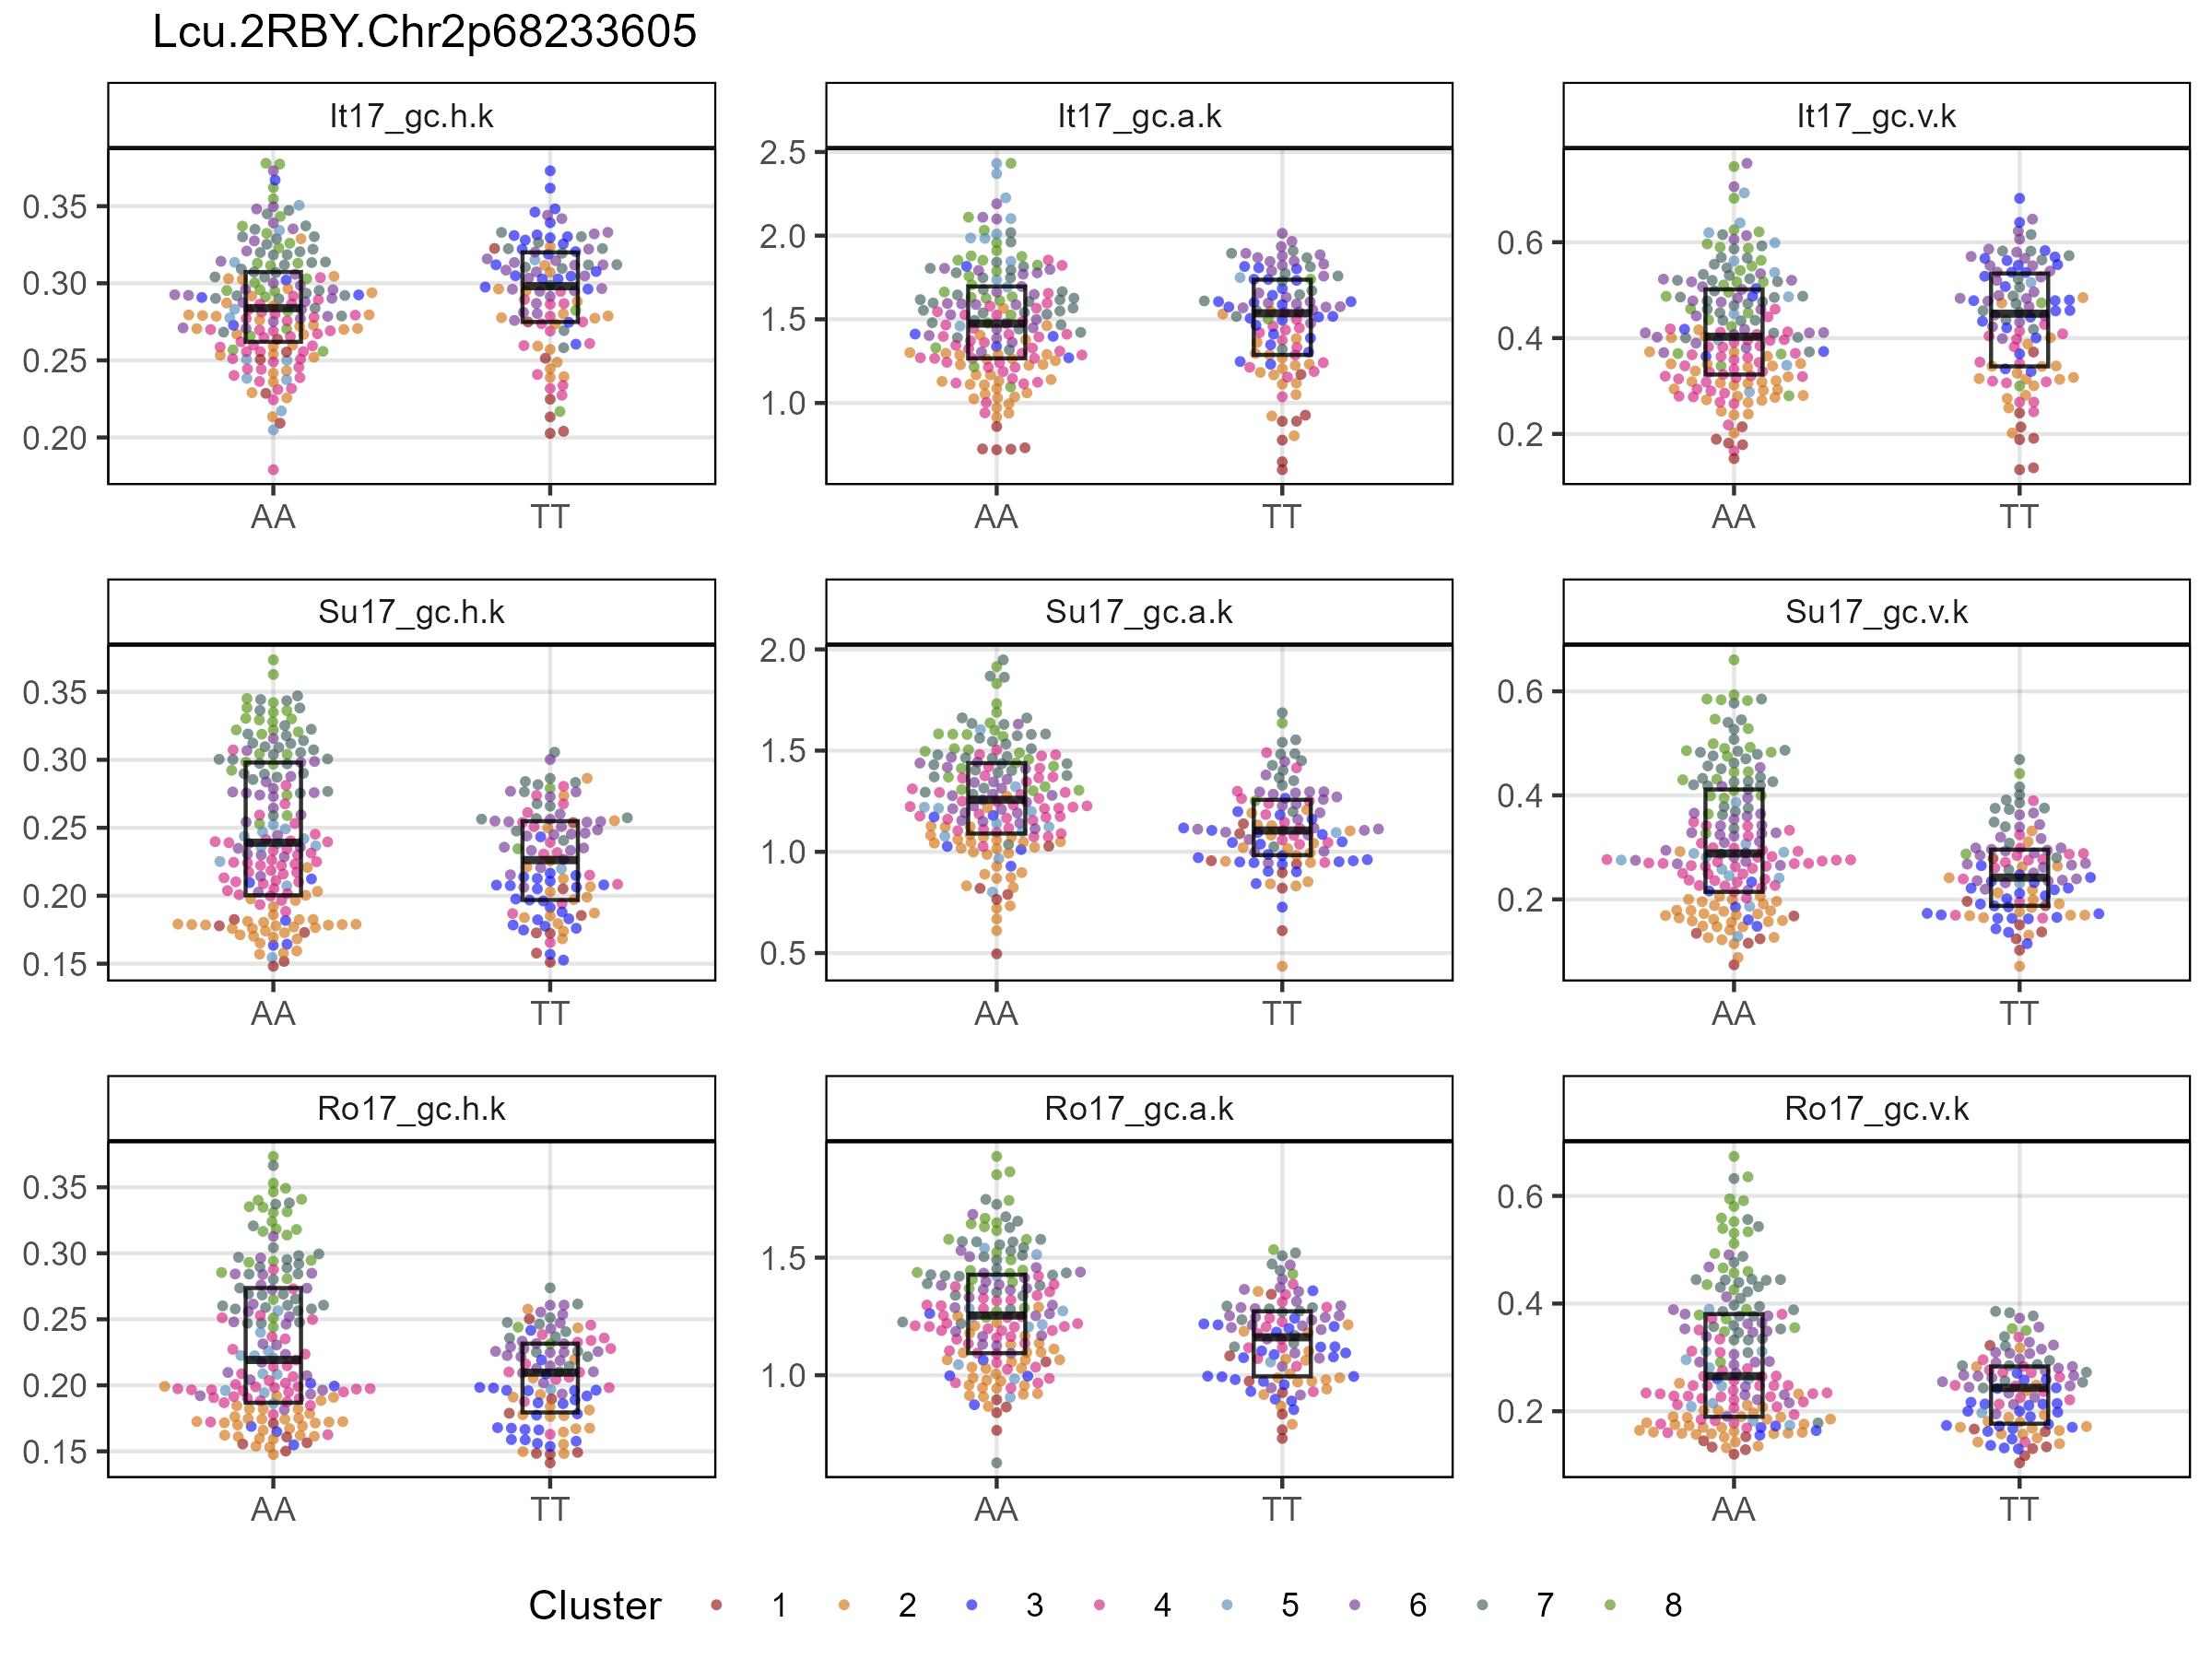 Lcu.2RBY.Chr2p68233605
It17_gc.h.k
0.35
0.30
0.25
0.20
AA TT
It17_gc.a.k
2.5
2.0
1.5
1.0
AA TT
It17_gc.v.k
0.6
0.4
0.2
AA TT
Su17_gc.h.k
0.35
0.30
0.25
0.20
0.15
AA TT
Su17_gc.a.k
2.0
1.5
1.0
0.5
AA TT
Su17_gc.v.k
0.6
0.4
0.2
AA TT
Ro17_gc.h.k
0.35
0.30
0.25
0.20
0.15
AA TT
Ro17_gc.a.k
1.5
1.0
AA TT
Ro17_gc.v.k
0.6
0.4
0.2
AA TT
Cluster 1 2 3 4 5 6 7 8